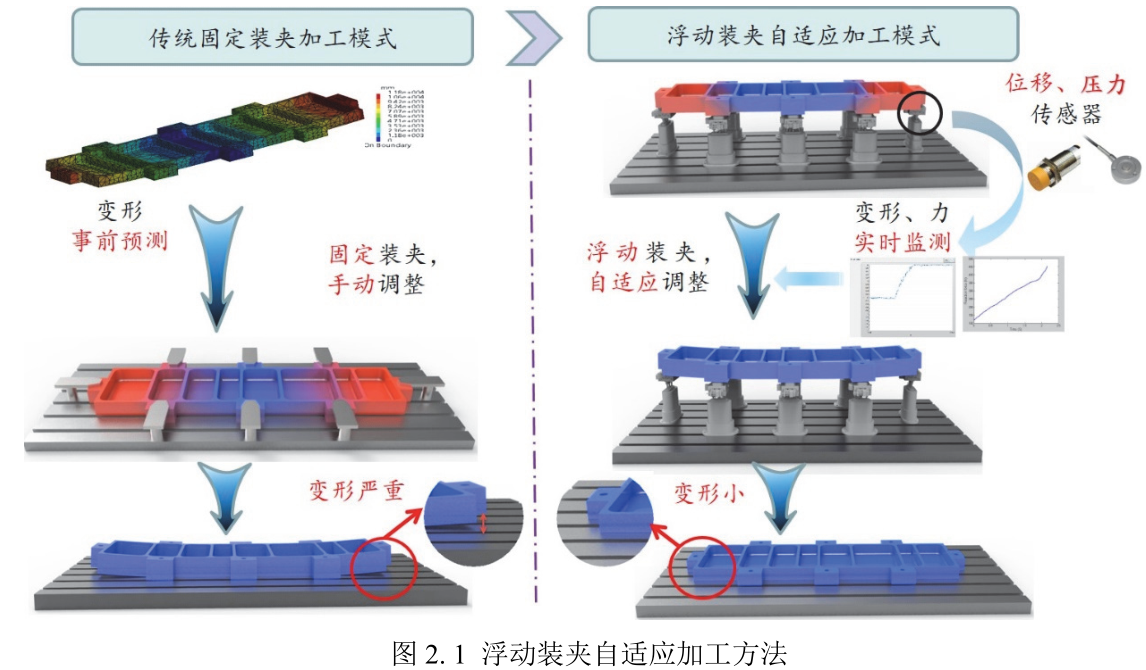 传统固定装夹加工模式
浮动装夹自适应加工模式
mm
On Boundary
变形
事前预测
固定装夹，
手动调整
变形严重
位移、压力
传感器
变形、力
实时监测
浮动装夹，
自适应调整
变形小
图 2.1 浮动装夹自适应加工方法